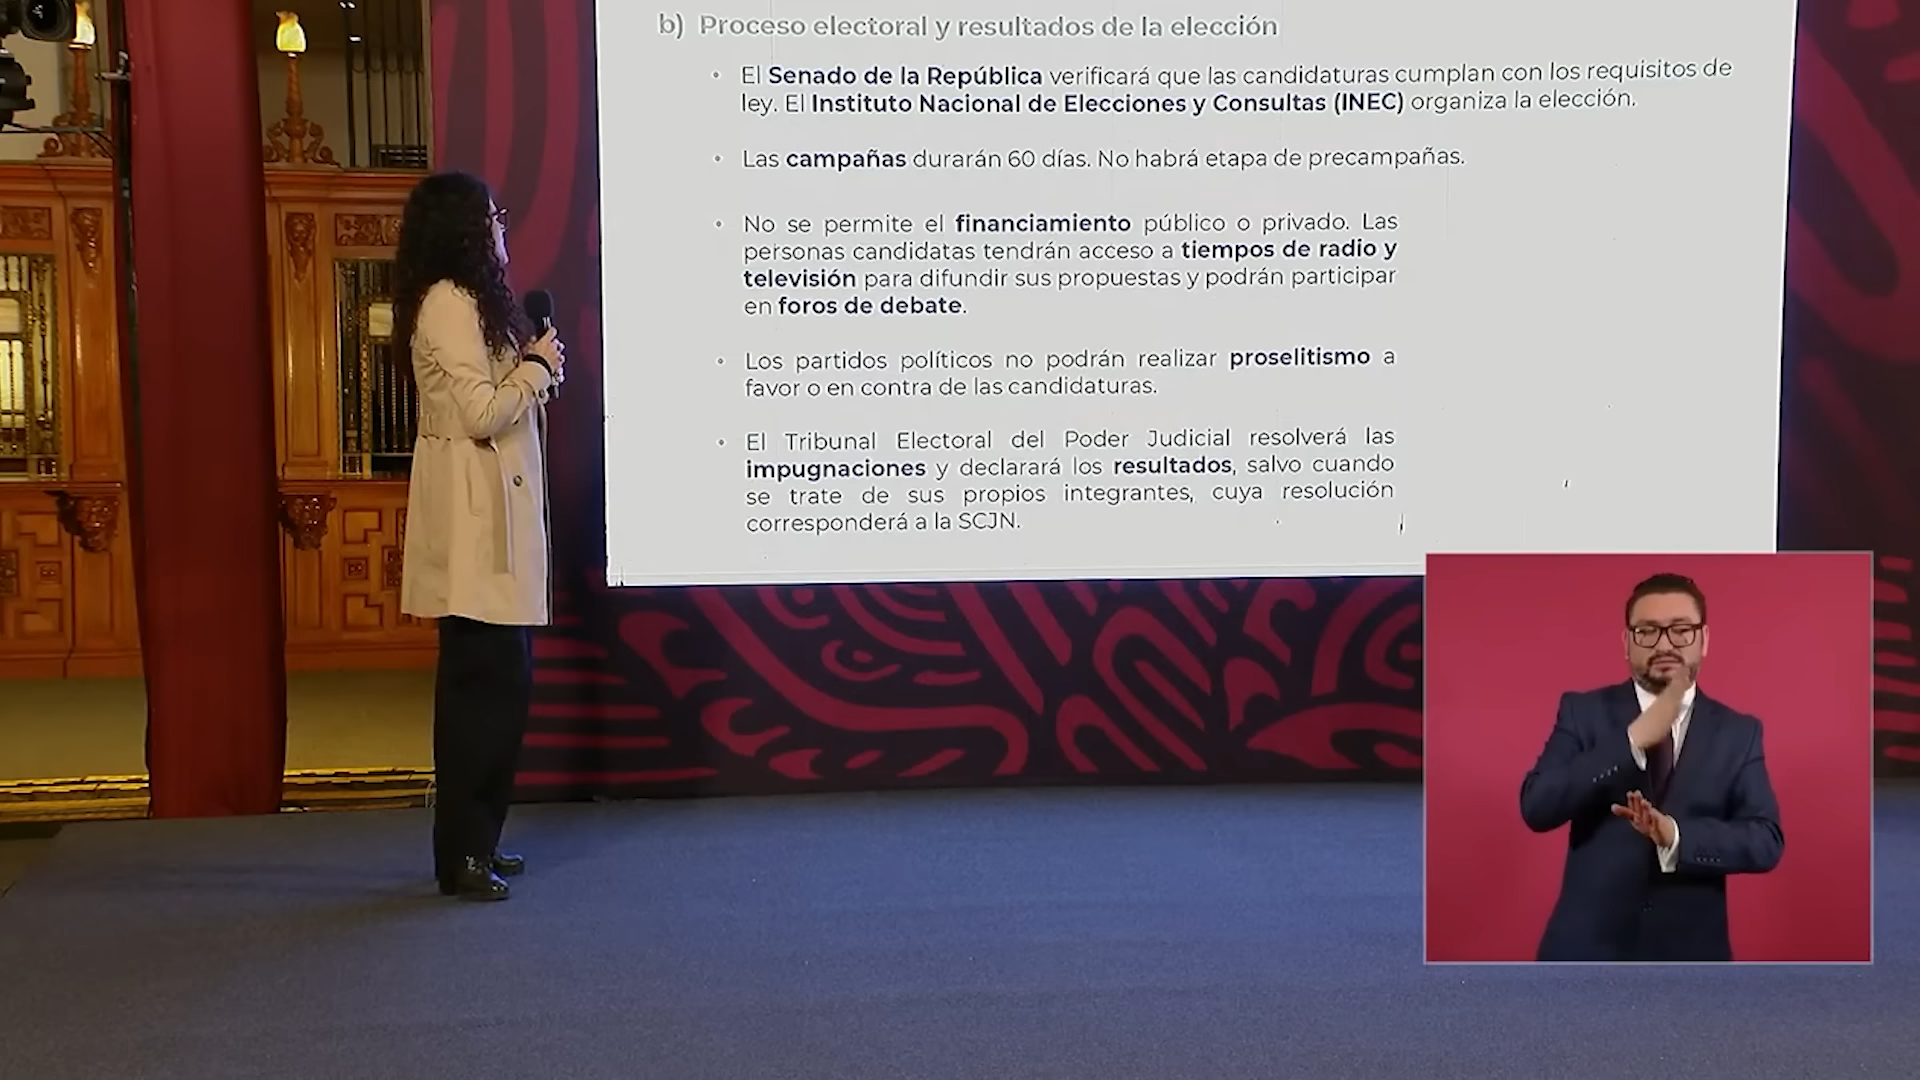 b) Proceso electoral y resultados de la elección
• El Senado de la República verificará que las candidaturas cumplan con los requisitos de
ley. El Instituto Nacional de Elecciones y Consultas (INEC) organiza la elección.
• Las campañas durarán 60 días. No habrá etapa de precampañas.
• No se permite el financiamiento público o privado. Las
personas candidatas tendrán acceso a tiempos de radio y
televisión para difundir sus propuestas y podrán participar
en foros de debate.
• Los partidos políticos no podrán realizar proselitismo a
favor o en contra de las candidaturas.
• El Tribunal Electoral del Poder Judicial resolverá las
impugnaciones y declarará los resultados, salvo cuando
se trate de sus propios integrantes, cuya resolución
corresponderá a la SCJN.